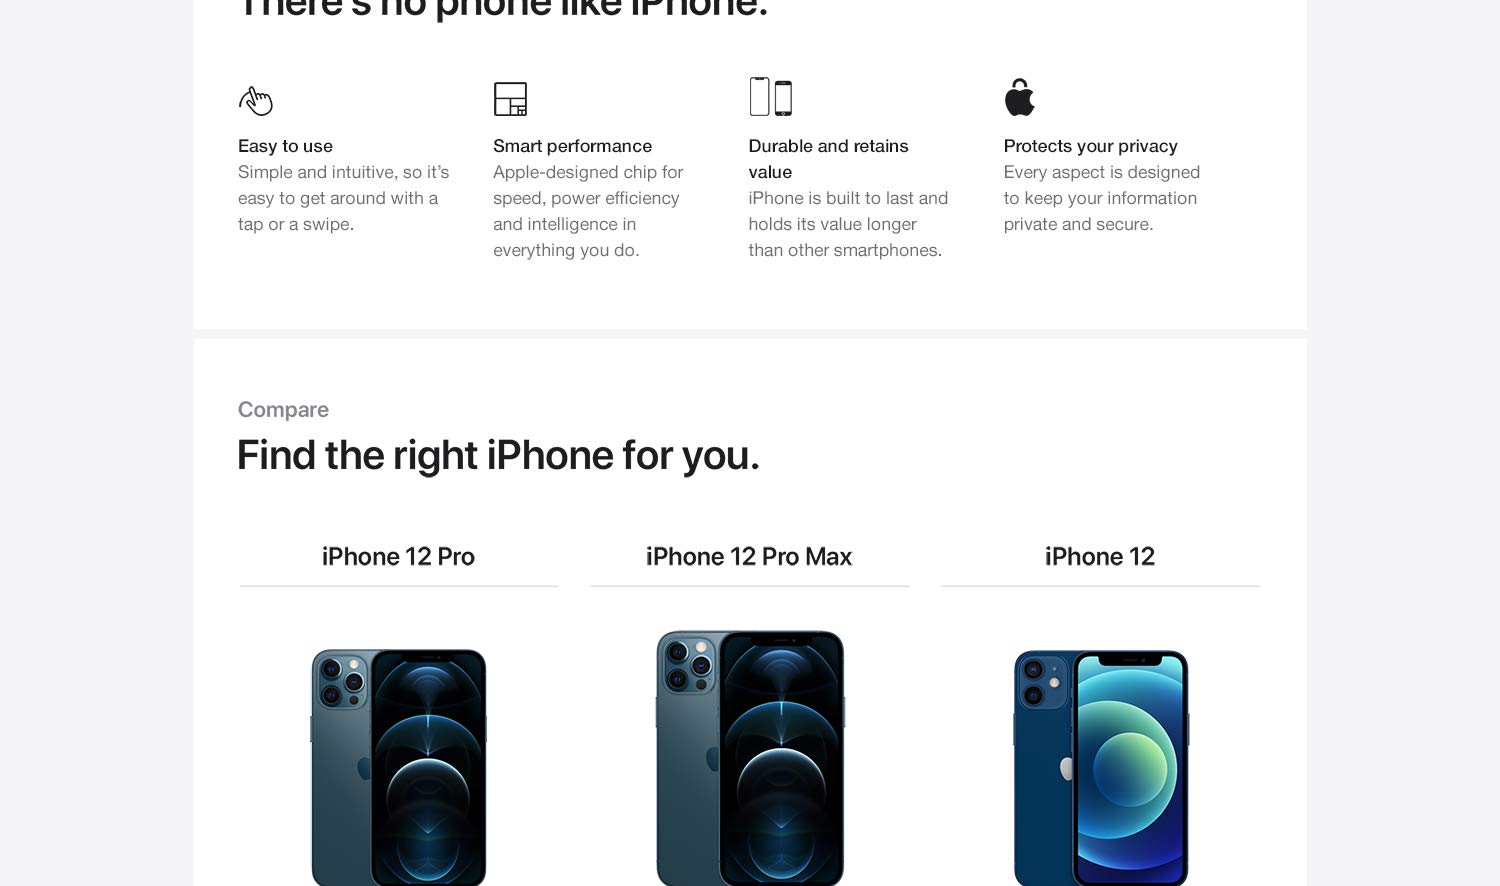 There's no phone like iPhone.
Easy to use
Simple and intuitive, so it's
easy to get around with a
tap or a swipe.
Smart performance
Apple-designed chip for
speed, power efficiency
and intelligence in
everything you do.
Durable and retains
value
iPhone is built to last and
holds its value longer
than other smartphones.
Protects your privacy
Every aspect is designed
to keep your information
private and secure.
Compare
Find the right iPhone for you.
iPhone 12 Pro
iPhone 12 Pro Max
iPhone 12